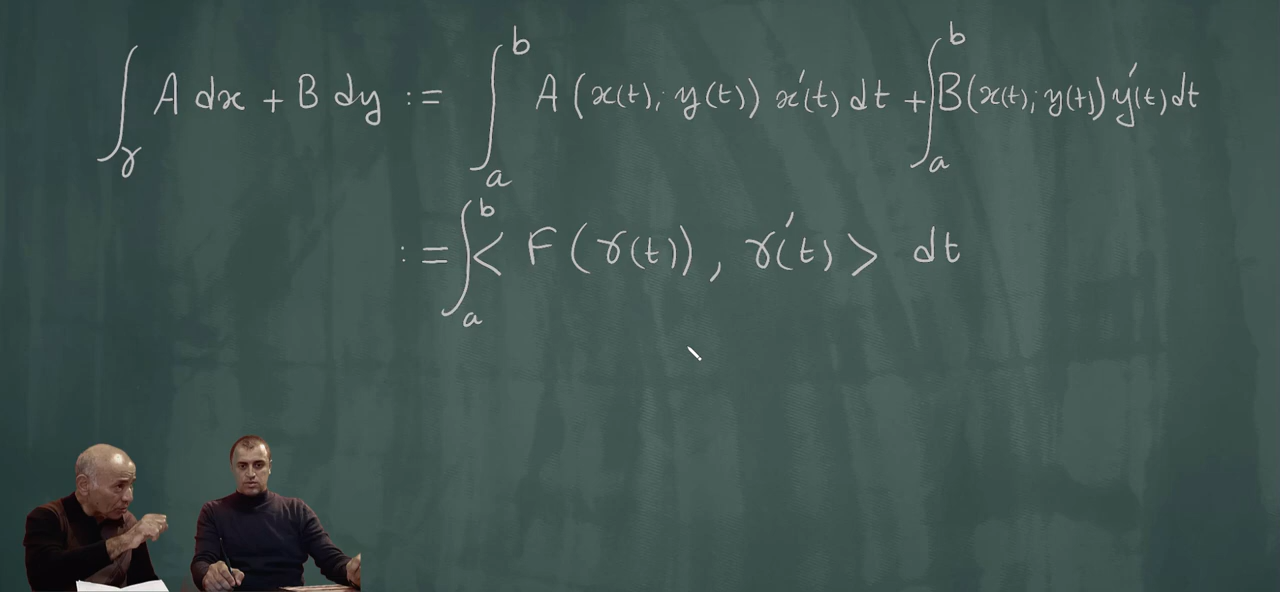 ∫_γ A dx + B dy := ∫_a^b A (x(t); y(t)) x'(t) dt + ∫_a^b B(x(t); y(t)) y'(t) dt
:= ∫_a^b < F (γ(t)), γ'(t) > dt